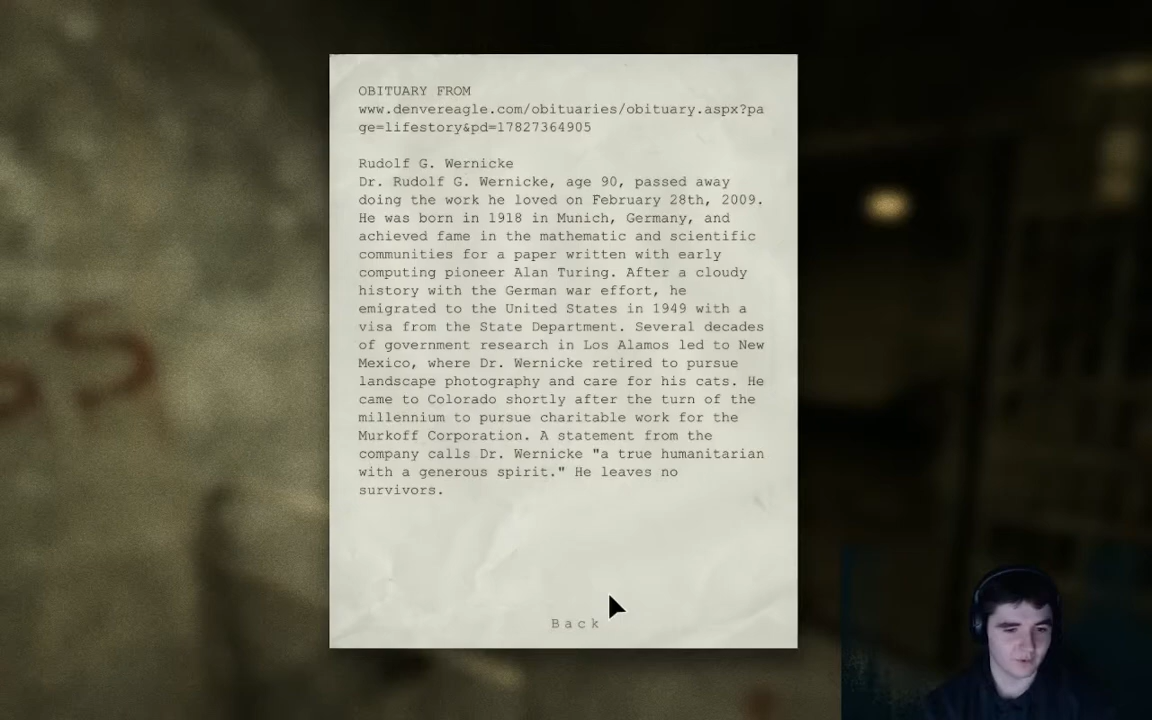 OBITUARY FROM
www.denvereagle.com/obituaries/obituary.aspx?pa
ge=lifestory&pd=17827364905
Rudolf G. Wernicke
Dr. Rudolf G. Wernicke, age 90, passed away
doing the work he loved on February 28th, 2009.
He was born in 1918 in Munich, Germany, and
achieved fame in the mathematic and scientific
communities for a paper written with early
computing pioneer Alan Turing. After a cloudy
history with the German war effort, he
emigrated to the United States in 1949 with a
visa from the State Department. Several decades
of government research in Los Alamos led to New
Mexico, where Dr. Wernicke retired to pursue
landscape photography and care for his cats. He
came to Colorado shortly after the turn of the
millennium to pursue charitable work for the
Murkoff Corporation. A statement from the
company calls Dr. Wernicke "a true humanitarian
with a generous spirit." He leaves no
survivors.
Back